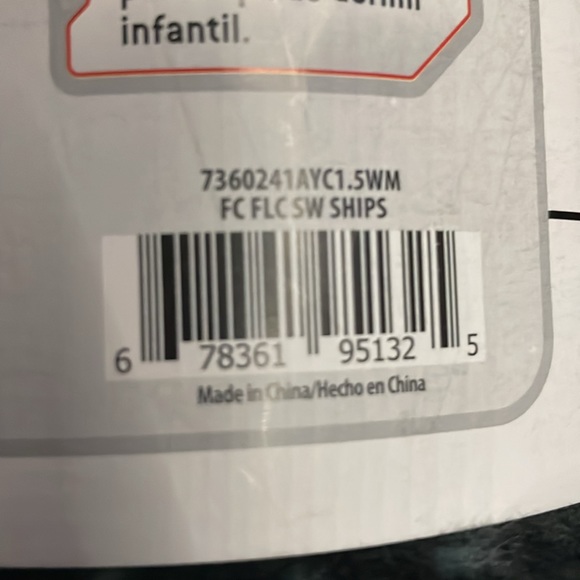 infantil.
7360241AYC1.5WM
FC FLC SW SHIPS
6 78361 95132 5
Made in China/Hecho en China